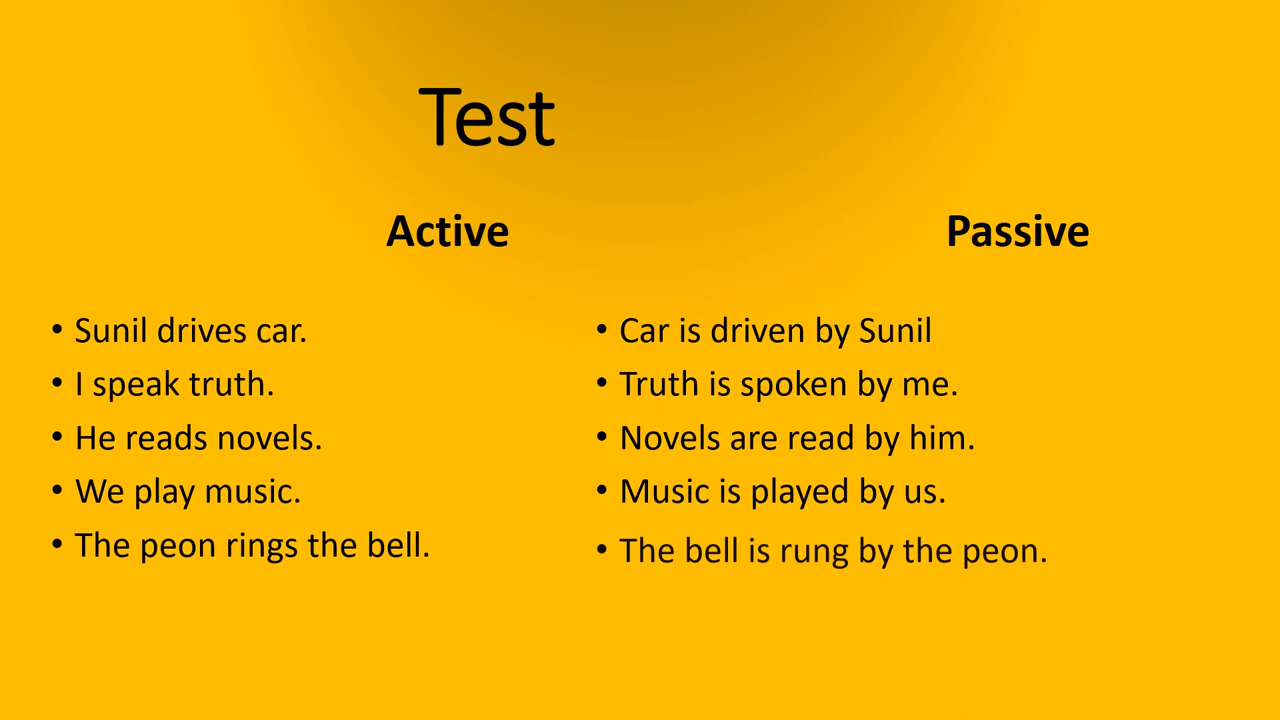 Test
Active
Passive
• Sunil drives car.
• I speak truth.
• He reads novels.
• We play music.
• The peon rings the bell.
• Car is driven by Sunil
• Truth is spoken by me.
• Novels are read by him.
• Music is played by us.
• The bell is rung by the peon.